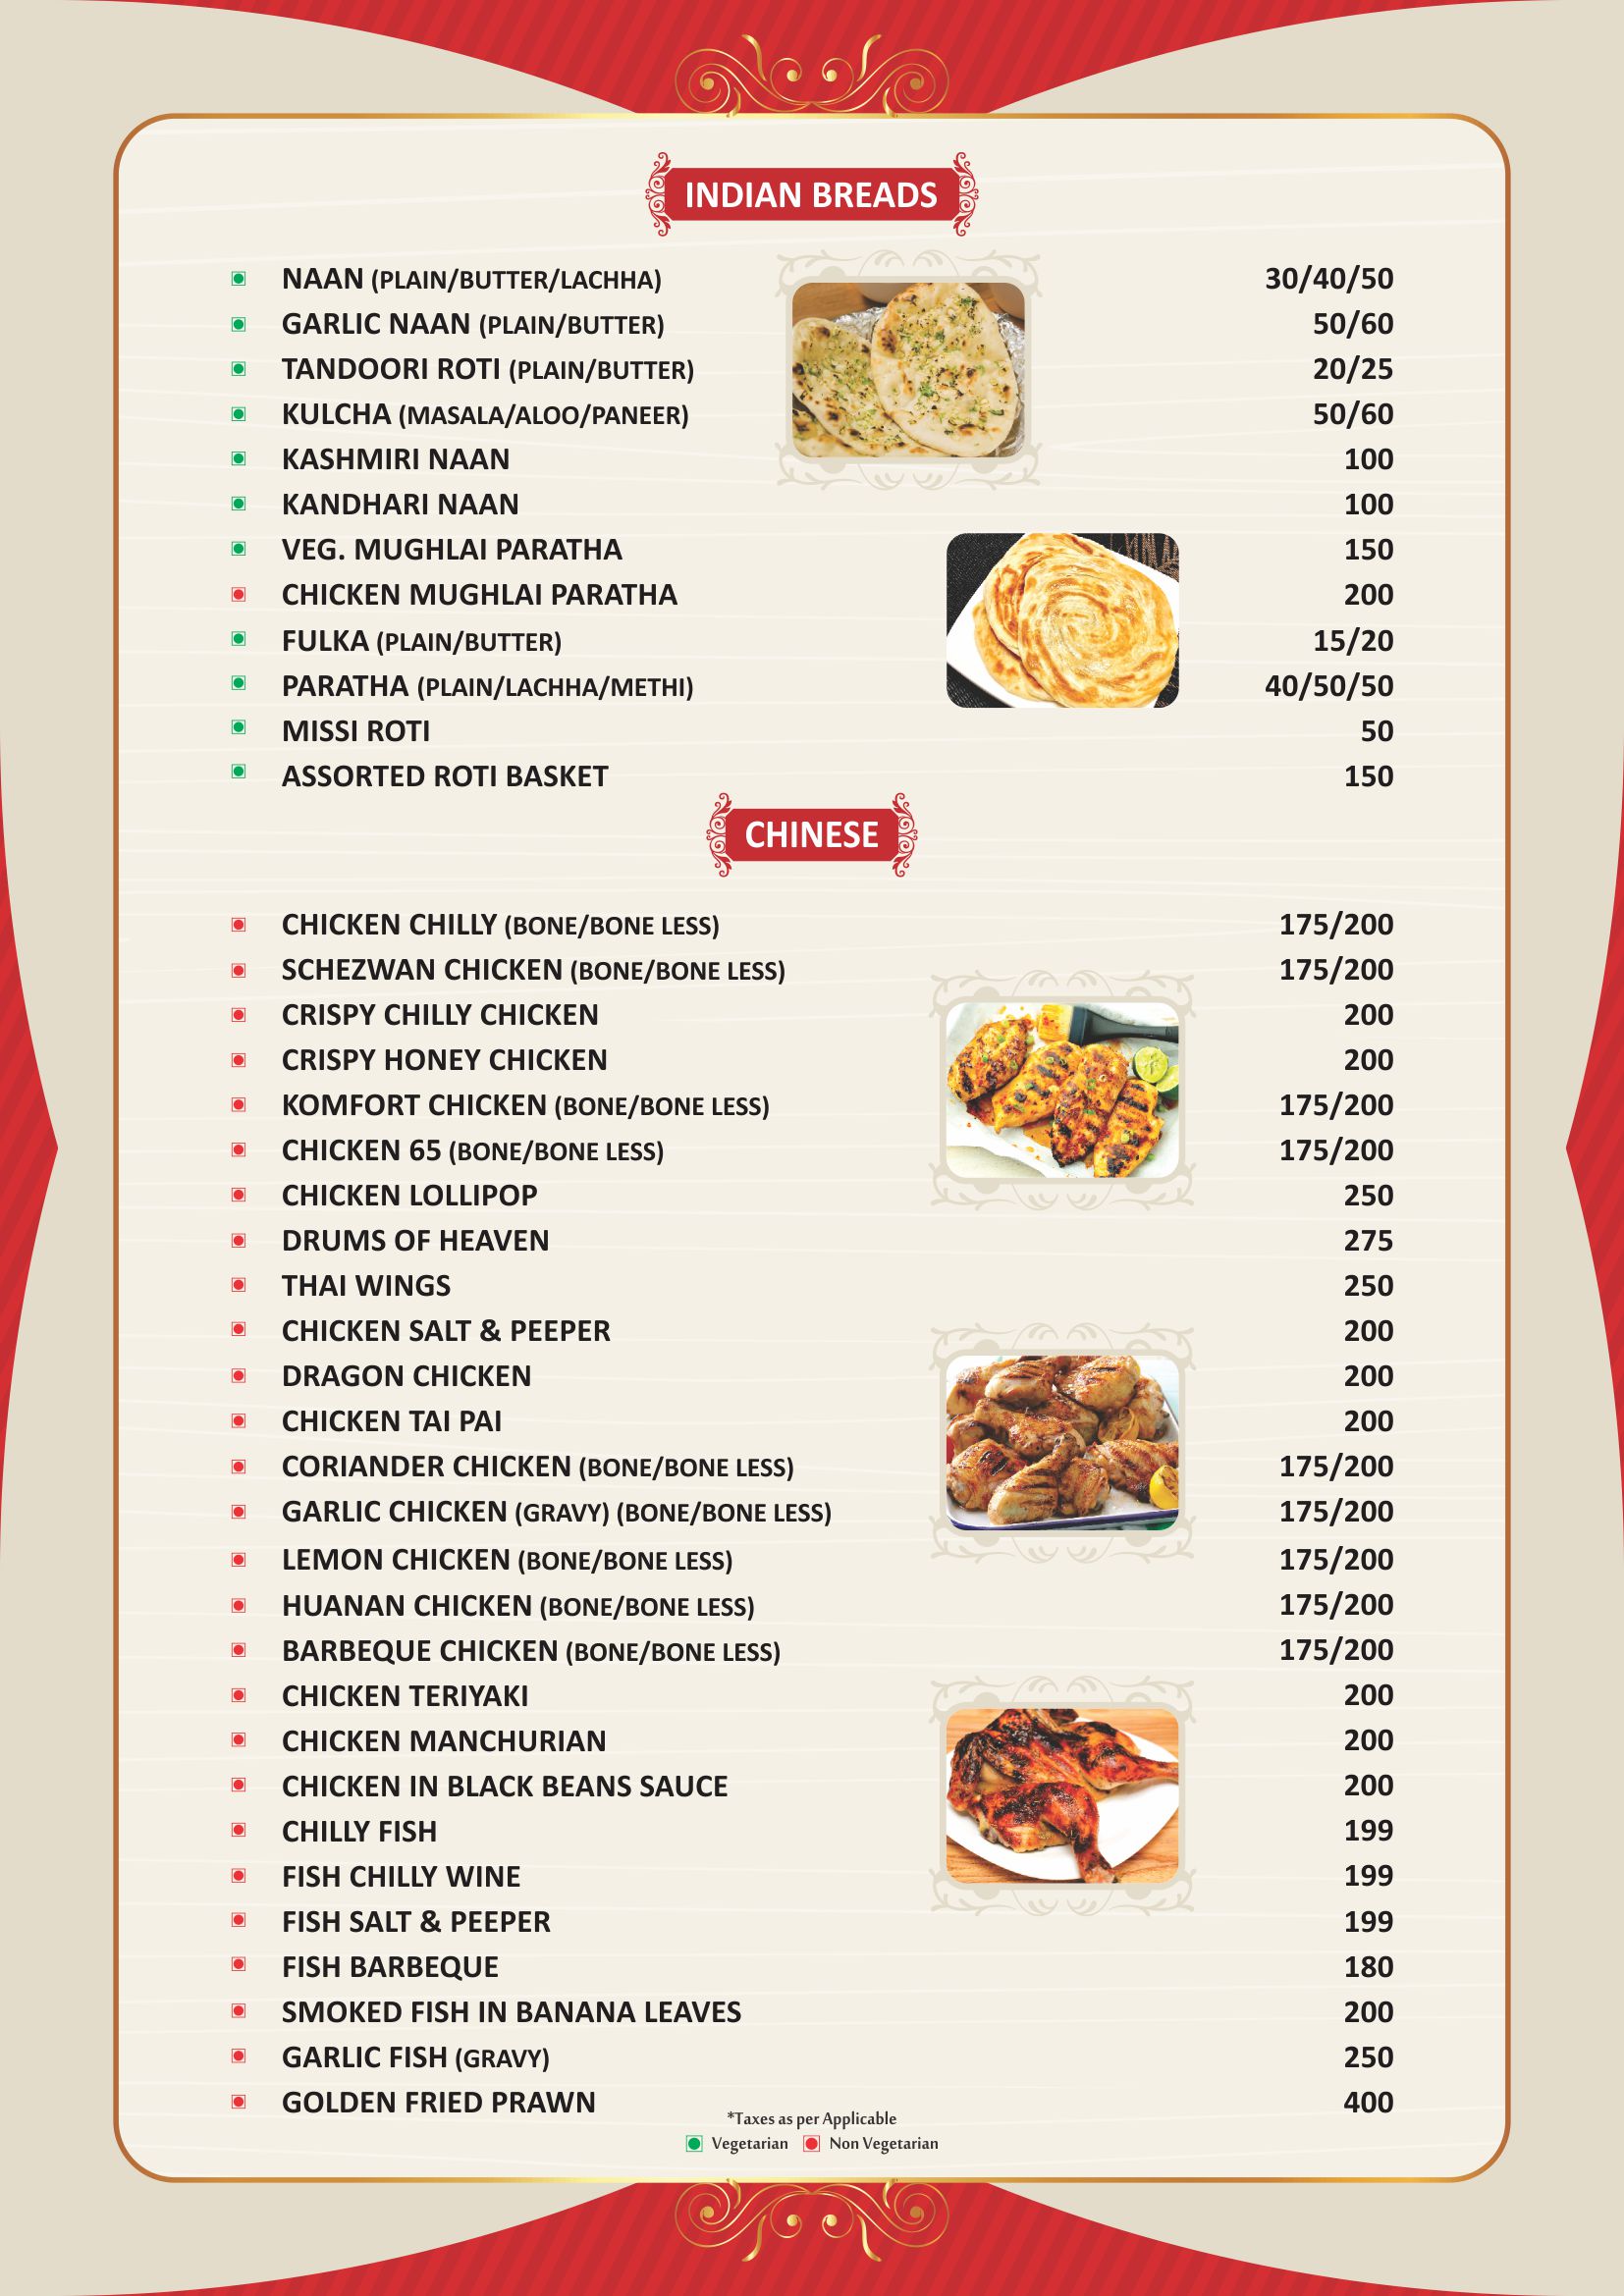 INDIAN BREADS
NAAN (PLAIN/BUTTER/LACHHA) 30/40/50
GARLIC NAAN (PLAIN/BUTTER) 50/60
TANDOORI ROTI (PLAIN/BUTTER) 20/25
KULCHA (MASALA/ALOO/PANEER) 50/60
KASHMIRI NAAN 100
KANDHARI NAAN 100
VEG. MUGHLAI PARATHA 150
CHICKEN MUGHLAI PARATHA 200
FULKA (PLAIN/BUTTER) 15/20
PARATHA (PLAIN/LACHHA/METHI) 40/50/50
MISSI ROTI 50
ASSORTED ROTI BASKET 150
CHINESE
CHICKEN CHILLY (BONE/BONE LESS) 175/200
SCHEZWAN CHICKEN (BONE/BONE LESS) 175/200
CRISPY CHILLY CHICKEN 200
CRISPY HONEY CHICKEN 200
KOMFORT CHICKEN (BONE/BONE LESS) 175/200
CHICKEN 65 (BONE/BONE LESS) 175/200
CHICKEN LOLLIPOP 250
DRUMS OF HEAVEN 275
THAI WINGS 250
CHICKEN SALT & PEEPER 200
DRAGON CHICKEN 200
CHICKEN TAI PAI 200
CORIANDER CHICKEN (BONE/BONE LESS) 175/200
GARLIC CHICKEN (GRAVY) (BONE/BONE LESS) 175/200
LEMON CHICKEN (BONE/BONE LESS) 175/200
HUANAN CHICKEN (BONE/BONE LESS) 175/200
BARBEQUE CHICKEN (BONE/BONE LESS) 175/200
CHICKEN TERIYAKI 200
CHICKEN MANCHURIAN 200
CHICKEN IN BLACK BEANS SAUCE 200
CHILLY FISH 199
FISH CHILLY WINE 199
FISH SALT & PEEPER 199
FISH BARBEQUE 180
SMOKED FISH IN BANANA LEAVES 200
GARLIC FISH (GRAVY) 250
GOLDEN FRIED PRAWN 400
*Taxes as per Applicable
Vegetarian Non Vegetarian